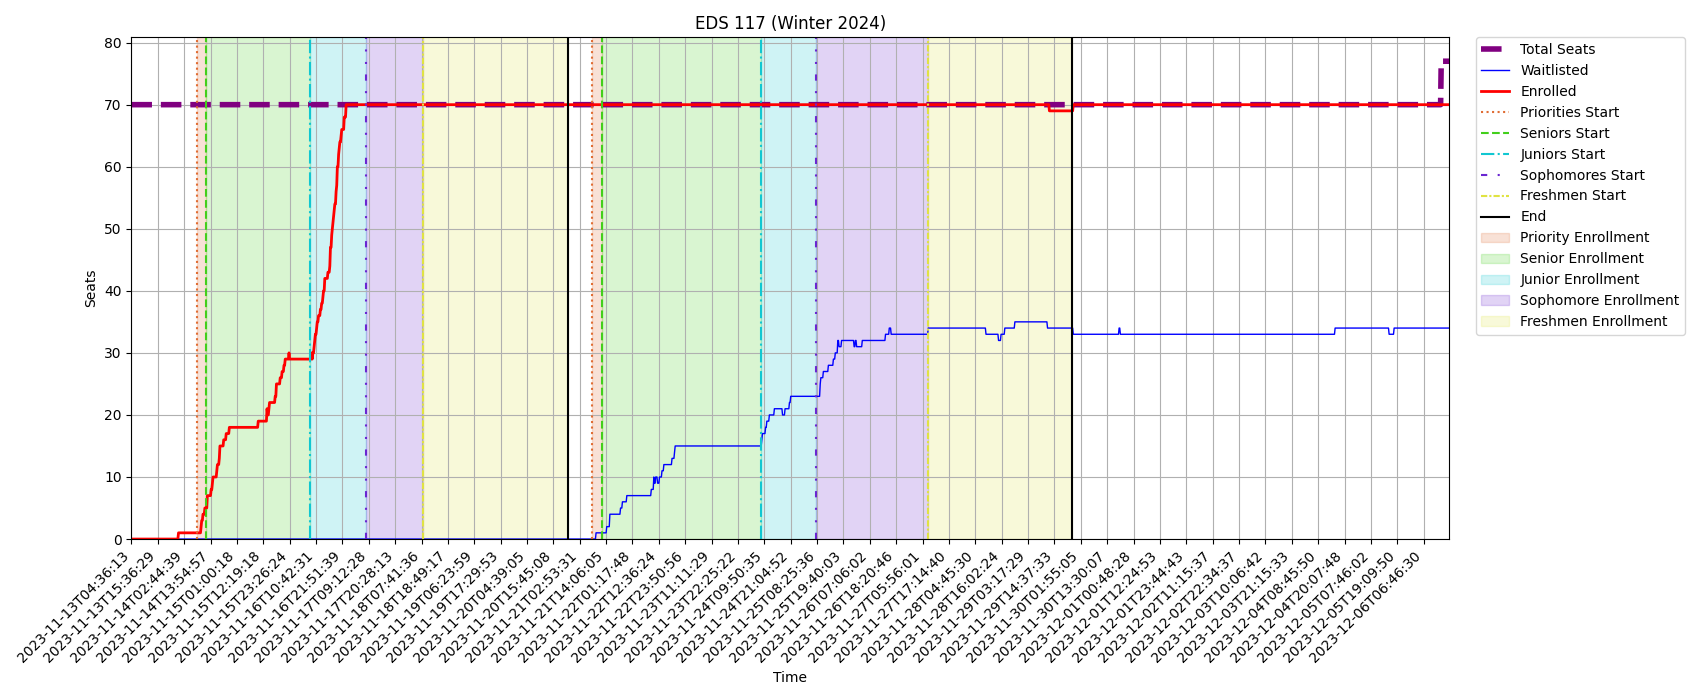 EDS 117 (Winter 2024)
80
70
60
50
40
30
20
10
0
Seats
2023-11-13T04:36:13
2023-11-13T15:36:29
2023-11-14T02:44:39
2023-11-14T13:54:57
2023-11-15T01:00:18
2023-11-15T12:19:18
2023-11-15T23:26:24
2023-11-16T10:42:31
2023-11-16T21:51:39
2023-11-17T09:12:28
2023-11-17T20:28:13
2023-11-18T07:41:36
2023-11-18T18:49:17
2023-11-19T06:23:59
2023-11-19T17:29:53
2023-11-20T04:39:05
2023-11-20T15:45:08
2023-11-21T02:53:31
2023-11-21T14:06:05
2023-11-22T01:17:48
2023-11-22T12:36:24
2023-11-22T23:50:56
2023-11-23T11:11:29
2023-11-23T22:25:22
2023-11-24T09:50:35
2023-11-24T21:04:52
2023-11-25T08:25:36
2023-11-25T19:40:03
2023-11-26T07:06:02
2023-11-26T18:20:46
2023-11-27T05:56:01
2023-11-27T17:14:40
2023-11-28T04:45:30
2023-11-28T16:02:24
2023-11-29T03:17:29
2023-11-29T14:37:33
2023-11-30T01:55:05
2023-11-30T13:30:07
2023-12-01T00:48:28
2023-12-01T12:24:53
2023-12-01T23:44:43
2023-12-02T11:15:37
2023-12-02T22:34:37
2023-12-03T10:06:42
2023-12-03T21:15:33
2023-12-04T08:45:50
2023-12-04T20:07:48
2023-12-05T07:46:02
2023-12-05T19:09:50
2023-12-06T06:46:30
Time
Total Seats
Waitlisted
Enrolled
Priorities Start
Seniors Start
Juniors Start
Sophomores Start
Freshmen Start
End
Priority Enrollment
Senior Enrollment
Junior Enrollment
Sophomore Enrollment
Freshmen Enrollment